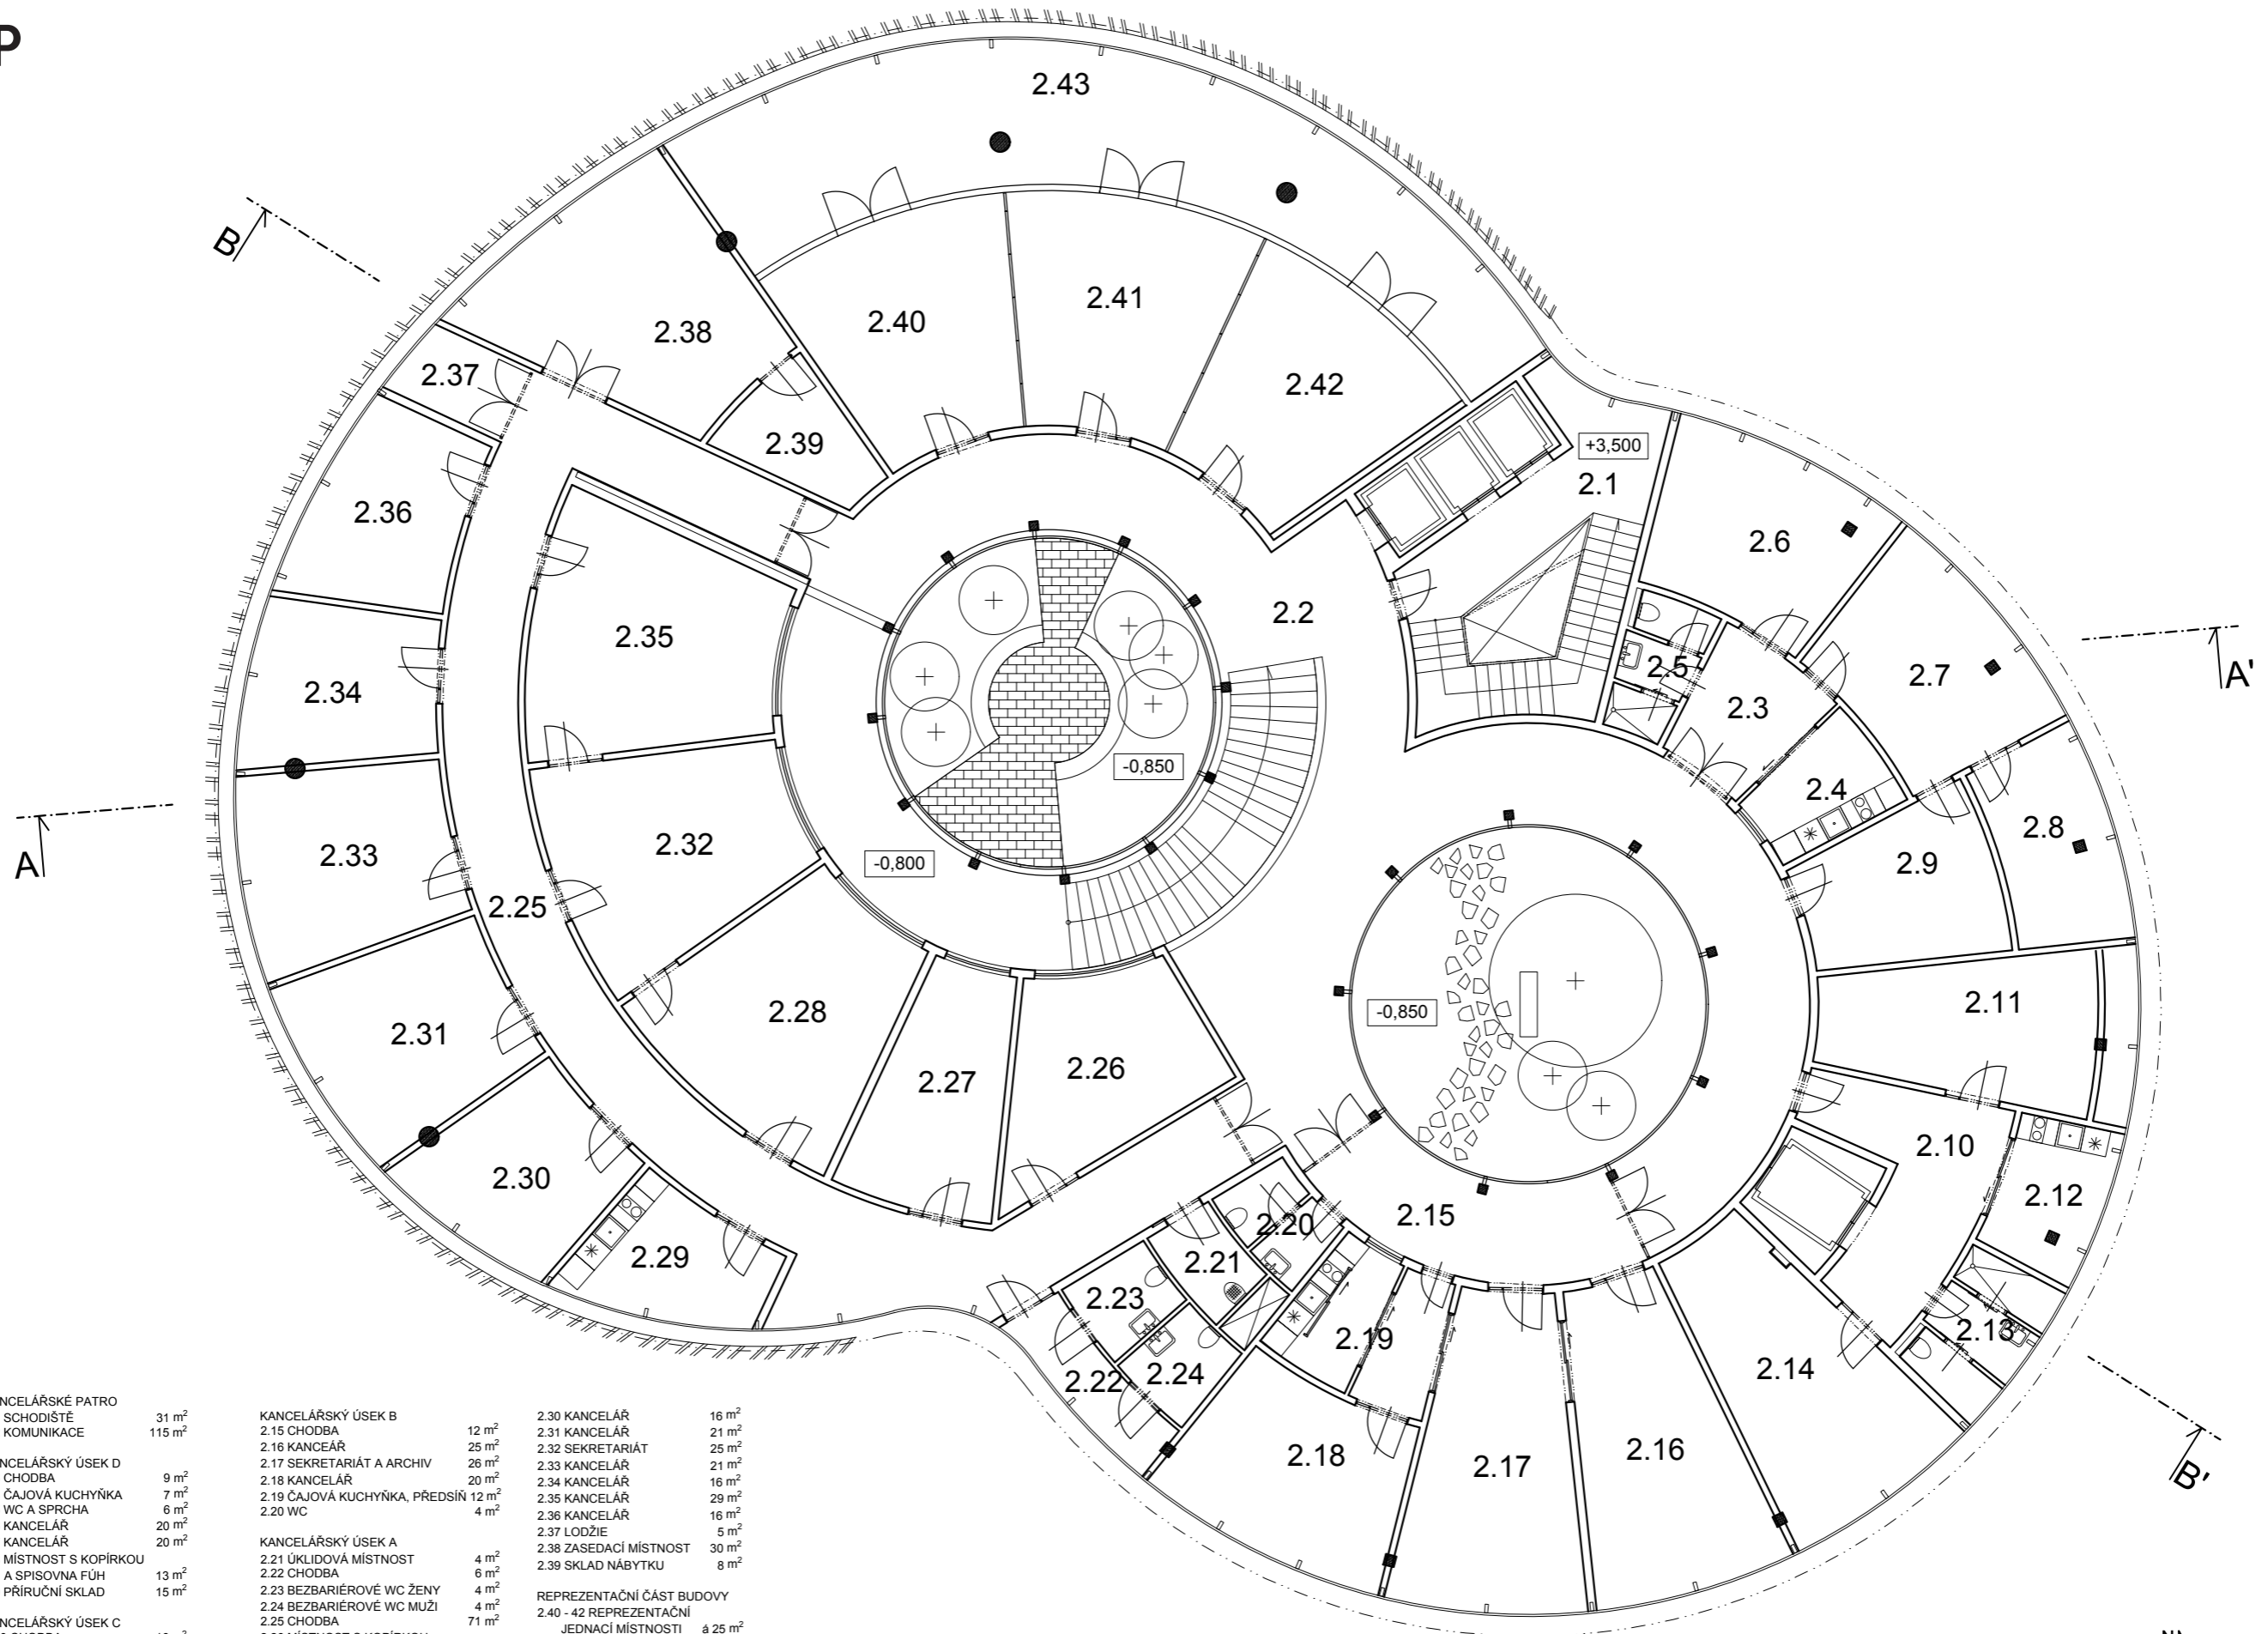 P
2.43
B
2.38
2.40
2.41
2.42
2.37
2.39
+3,500
2.1
2.36
2.6
2.35
2.2
2.5
2.7
A'
2.34
2.3
-0,850
2.4
2.33
2.32
-0,800
2.8
2.9
A
2.25
2.31
2.28
-0,850
2.11
2.27
2.26
2.10
2.30
2.12
2.15
2.20
2.29
2.21
2.23
2.19
2.13
2.22
2.24
2.14
2.18
2.17
2.16
B'
NCELÁŘSKÉ PATRO
SCHODIŠTĚ 31 m²
KOMUNIKACE 115 m²
NCELÁŘSKÝ ÚSEK D
CHODBA 9 m²
ČAJOVÁ KUCHYŇKA 7 m²
WC A SPRCHA 6 m²
KANCELÁŘ 20 m²
KANCELÁŘ 20 m²
MÍSTNOST S KOPÍRKOU
A SPISOVNA FÚH 13 m²
PŘÍRUČNÍ SKLAD 15 m²
NCELÁŘSKÝ ÚSEK C
KANCELÁŘSKÝ ÚSEK B
2.15 CHODBA 12 m²
2.16 KANCEÁŘ 25 m²
2.17 SEKRETARIÁT A ARCHIV 26 m²
2.18 KANCELÁŘ 20 m²
2.19 ČAJOVÁ KUCHYŇKA, PŘEDSÍŇ 12 m²
2.20 WC 4 m²
KANCELÁŘSKÝ ÚSEK A
2.21 ÚKLIDOVÁ MÍSTNOST 4 m²
2.22 CHODBA 6 m²
2.23 BEZBARIÉROVÉ WC ŽENY 4 m²
2.24 BEZBARIÉROVÉ WC MUŽI 4 m²
2.25 CHODBA 71 m²
2.30 KANCELÁŘ 16 m²
2.31 KANCELÁŘ 21 m²
2.32 SEKRETARIÁT 25 m²
2.33 KANCELÁŘ 21 m²
2.34 KANCELÁŘ 16 m²
2.35 KANCELÁŘ 29 m²
2.36 KANCELÁŘ 16 m²
2.37 LODŽIE 5 m²
2.38 ZASEDACÍ MÍSTNOST 30 m²
2.39 SKLAD NÁBYTKU 8 m²
REPREZENTAČNÍ ČÁST BUDOVY
2.40 - 42 REPREZENTAČNÍ
JEDNACÍ MÍSTNOSTI á 25 m²